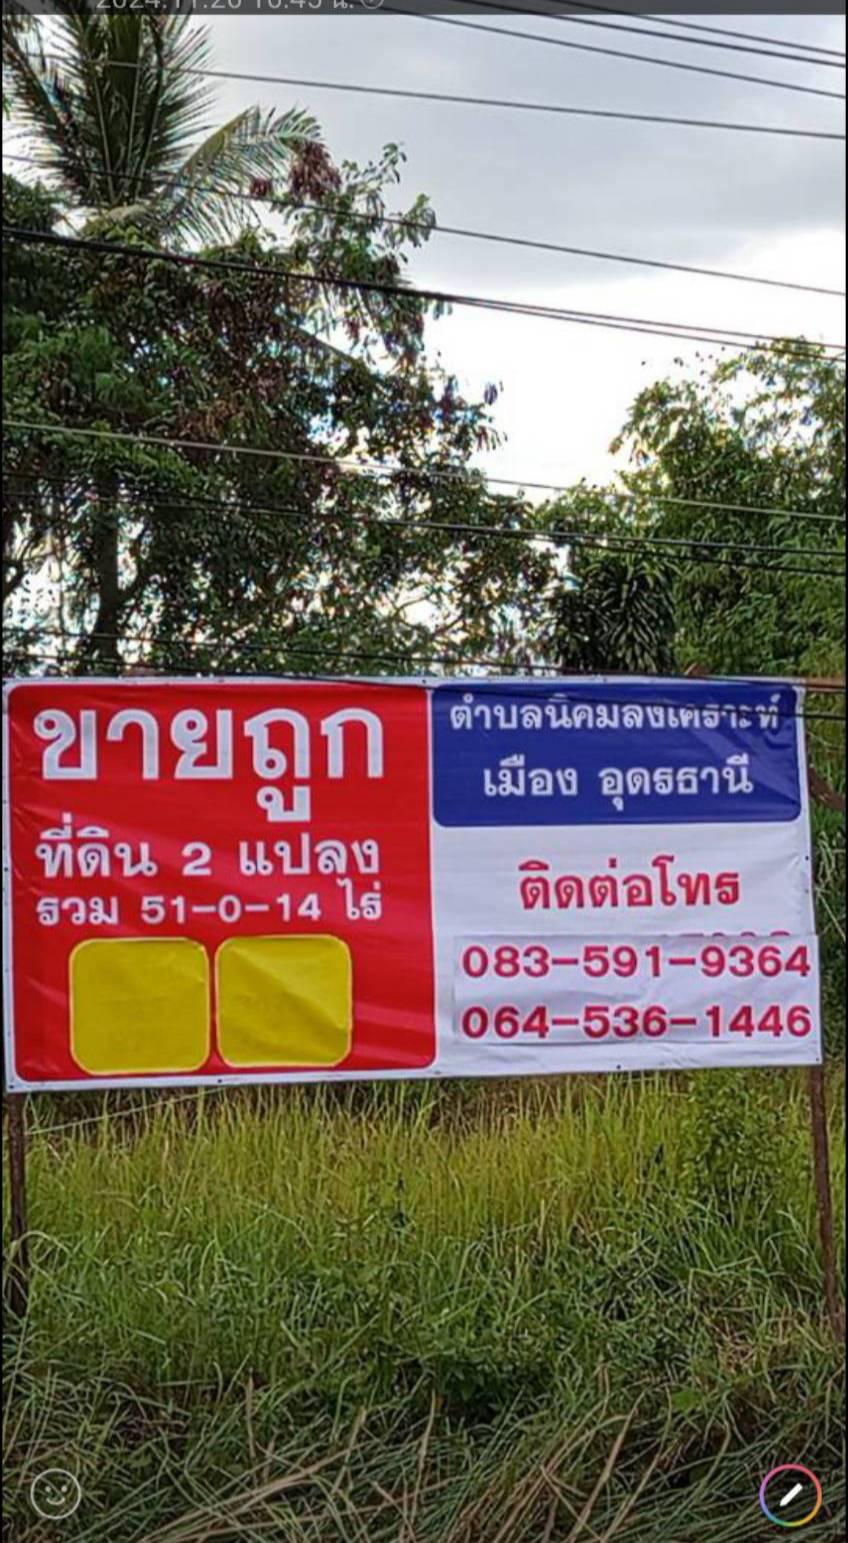 ขายถูก
ที่ดิน 2 แปลง
รวม 51-0-14 ไร่
ตำบลนิคมสงเคราะห์
เมือง อุดรธานี
ติดต่อโทร
083-591-9364
064-536-1446